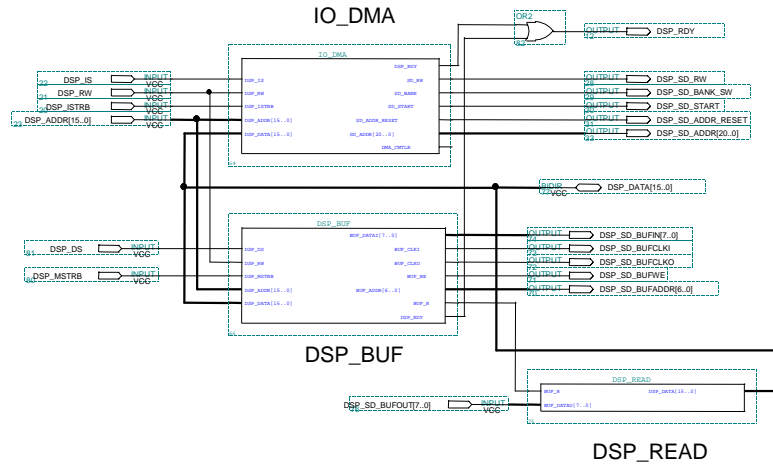 IO_DMA
OR2
OUTPUT DSP_RDY
IO_DMA
DSP_RDY
DSP_IS INPUT VCC
DSP_IS SD_RW
OUTPUT DSP_SD_RW
DSP_RW INPUT VCC
DSP_RW SD_BANK
OUTPUT DSP_SD_BANK_SW
DSP_ISTRB INPUT VCC
DSP_ISTRB SD_START
OUTPUT DSP_SD_START
DSP_ADDR[15..0] INPUT VCC
DSP_ADDR[15..0] SD_ADDR_RESET
OUTPUT DSP_SD_ADDR_RESET
DSP_DATA[15..0] SD_ADDR[20..0]
OUTPUT DSP_SD_ADDR[20..0]
DMA_CNTLE
BIDIR VCC DSP_DATA[15..0]
DSP_BUF
BUF_DATAI[7..0]
OUTPUT DSP_SD_BUFIN[7..0]
DSP_DS INPUT VCC
DSP_DS BUF_CLKI
OUTPUT DSP_SD_BUFCLKI
DSP_RW BUF_CLKO
OUTPUT DSP_SD_BUFCLKO
DSP_MSTRB INPUT VCC
DSP_MSTRB BUF_WE
OUTPUT DSP_SD_BUFWE
DSP_ADDR[15..0] BUF_ADDR[6..0]
OUTPUT DSP_SD_BUFADDR[6..0]
DSP_DATA[15..0] BUF_R
DSP_RDY
DSP_BUF
DSP_READ
BUF_R DSP_DATA[15..0]
DSP_SD_BUFOUT[7..0] INPUT VCC
BUF_DATAO[7..0]
DSP_READ